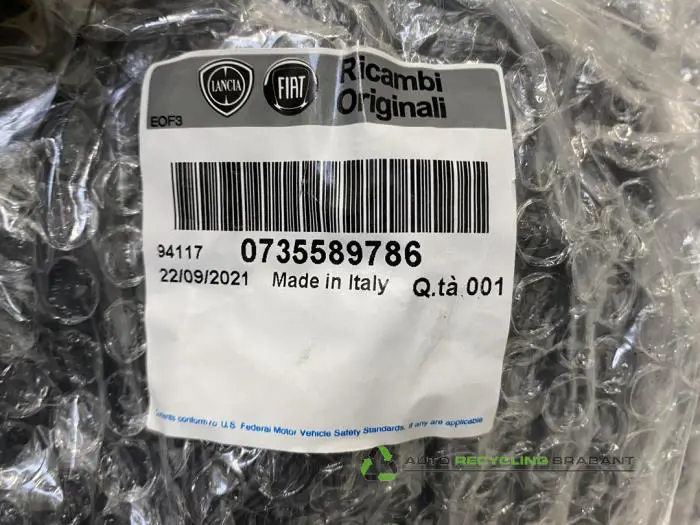 LANCIA
FIAT
Ricambi
Originali
EOF3
94117 0735589786
22/09/2021 Made in Italy Q.tà 001
conform to U.S. Federal Motor Vehicle Safety Standards, if any are applicable
AUTO RECYCLING BRABANT